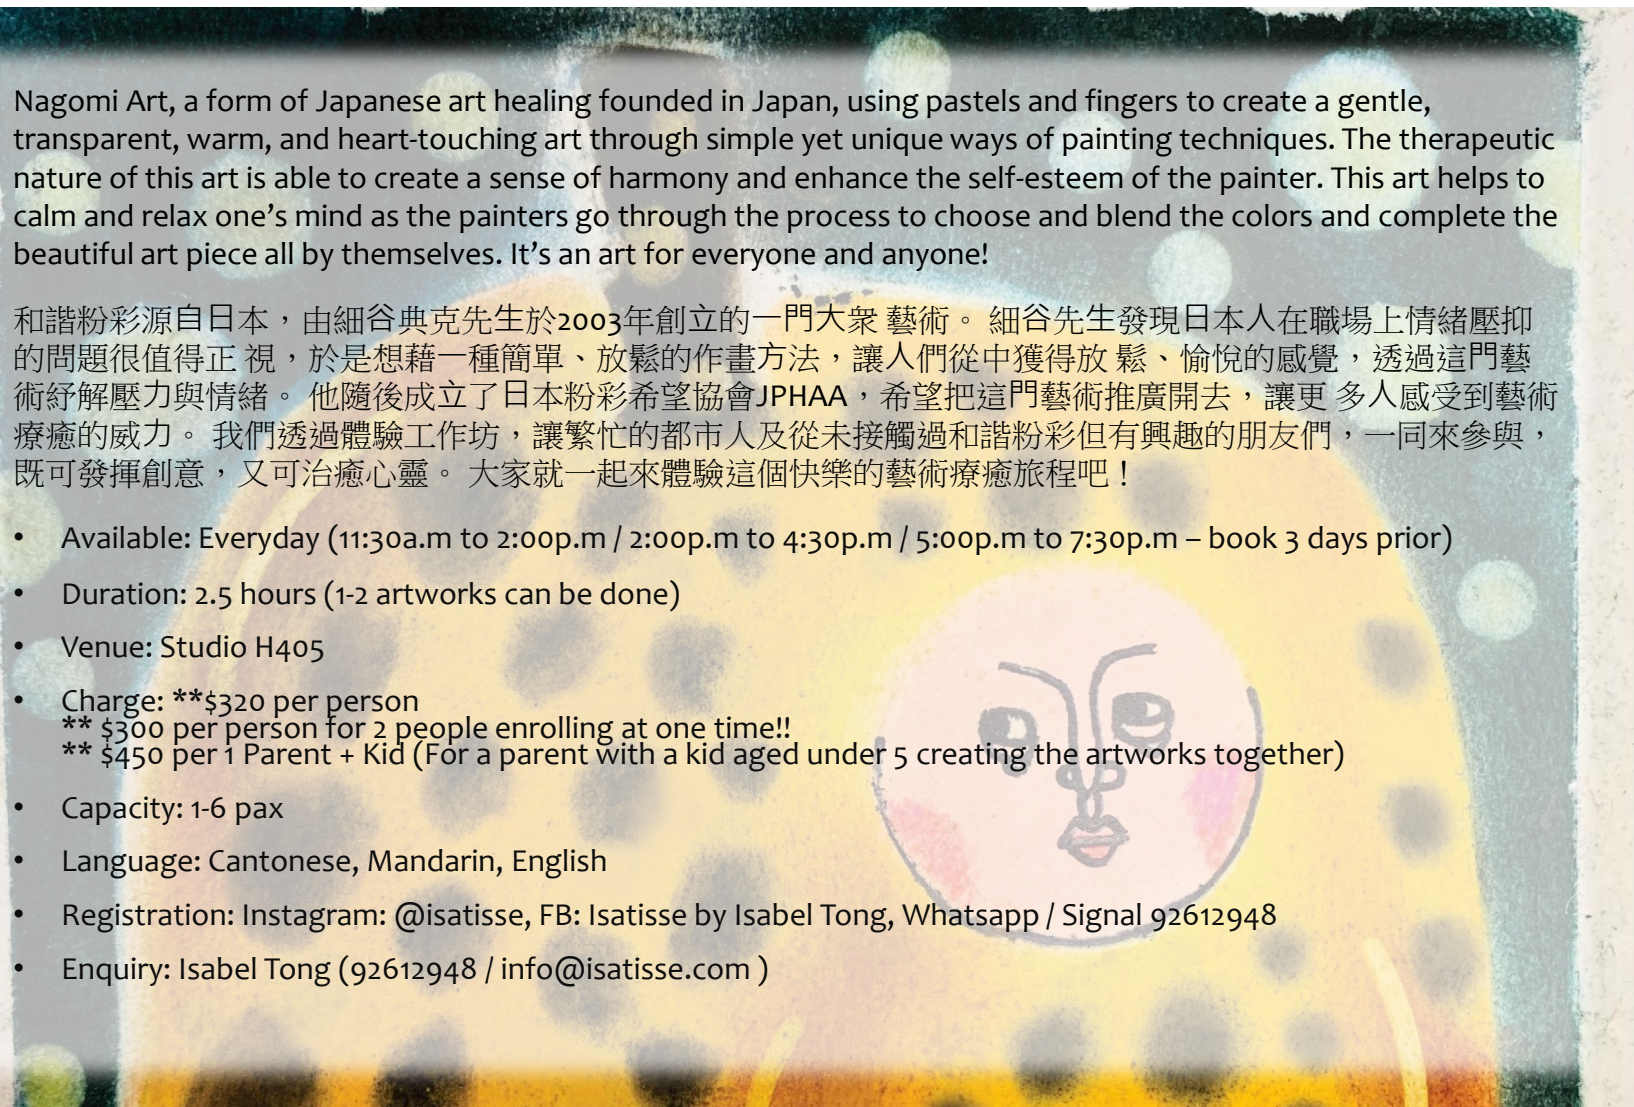 Nagomi Art, a form of Japanese art healing founded in Japan, using pastels and fingers to create a gentle,
transparent, warm, and heart-touching art through simple yet unique ways of painting techniques. The therapeutic
nature of this art is able to create a sense of harmony and enhance the self-esteem of the painter. This art helps to
calm and relax one’s mind as the painters go through the process to choose and blend the colors and complete the
beautiful art piece all by themselves. It’s an art for everyone and anyone!
和諧粉彩源自日本，由細谷典克先生於2003年創立的一門大衆 藝術。 細谷先生發現日本人在職場上情緒壓抑
的問題很值得正 視，於是想藉一種簡單、放鬆的作畫方法，讓人們從中獲得放 鬆、愉悅的感覺，透過這門藝
術紓解壓力與情緒。 他隨後成立了日本粉彩希望協會JPHAA，希望把這門藝術推廣開去，讓更 多人感受到藝術
療癒的威力。 我們透過體驗工作坊，讓繁忙的都市人及從未接觸過和諧粉彩但有興趣的朋友們，一同來參與，
既可發揮創意，又可治癒心靈。 大家就一起來體驗這個快樂的藝術療癒旅程吧！
• Available: Everyday (11:30a.m to 2:00p.m / 2:00p.m to 4:30p.m / 5:00p.m to 7:30p.m – book 3 days prior)
• Duration: 2.5 hours (1-2 artworks can be done)
• Venue: Studio H405
• Charge: **$320 per person
** $300 per person for 2 people enrolling at one time!!
** $450 per 1 Parent + Kid (For a parent with a kid aged under 5 creating the artworks together)
• Capacity: 1-6 pax
• Language: Cantonese, Mandarin, English
• Registration: Instagram: @isatisse, FB: Isatisse by Isabel Tong, Whatsapp / Signal 92612948
• Enquiry: Isabel Tong (92612948 / info@isatisse.com )